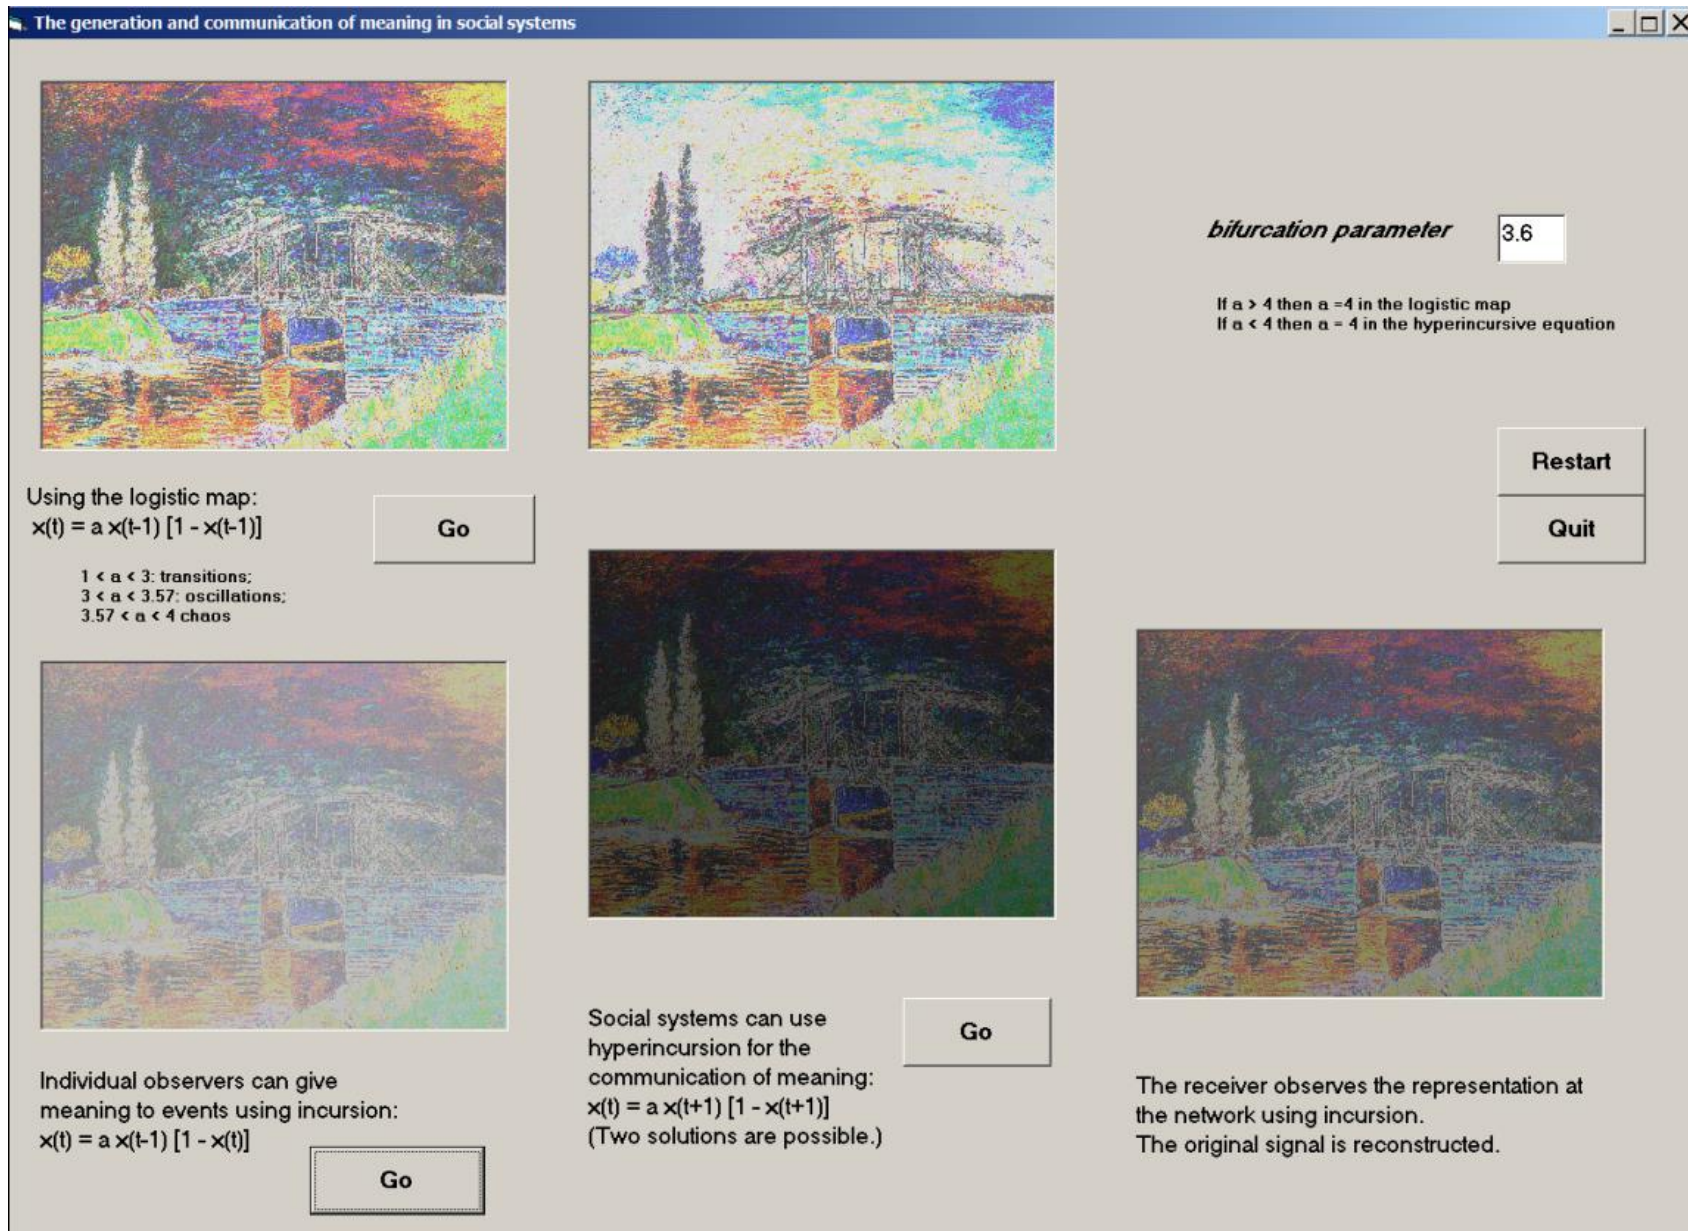 The generation and communication of meaning in social systems
bifurcation parameter
3.6
If a > 4 then a =4 in the logistic map
If a < 4 then a = 4 in the hyperincursive equation
Restart
Quit
Using the logistic map:
x(t) = a x(t-1) [1 - x(t-1)]
Go
1 < a < 3: transitions;
3 < a < 3.57: oscillations;
3.57 < a < 4 chaos
Individual observers can give
meaning to events using incursion:
x(t) = a x(t-1) [1 - x(t)]
Go
Social systems can use
hyperincursion for the
communication of meaning:
x(t) = a x(t+1) [1 - x(t+1)]
(Two solutions are possible.)
Go
The receiver observes the representation at
the network using incursion.
The original signal is reconstructed.